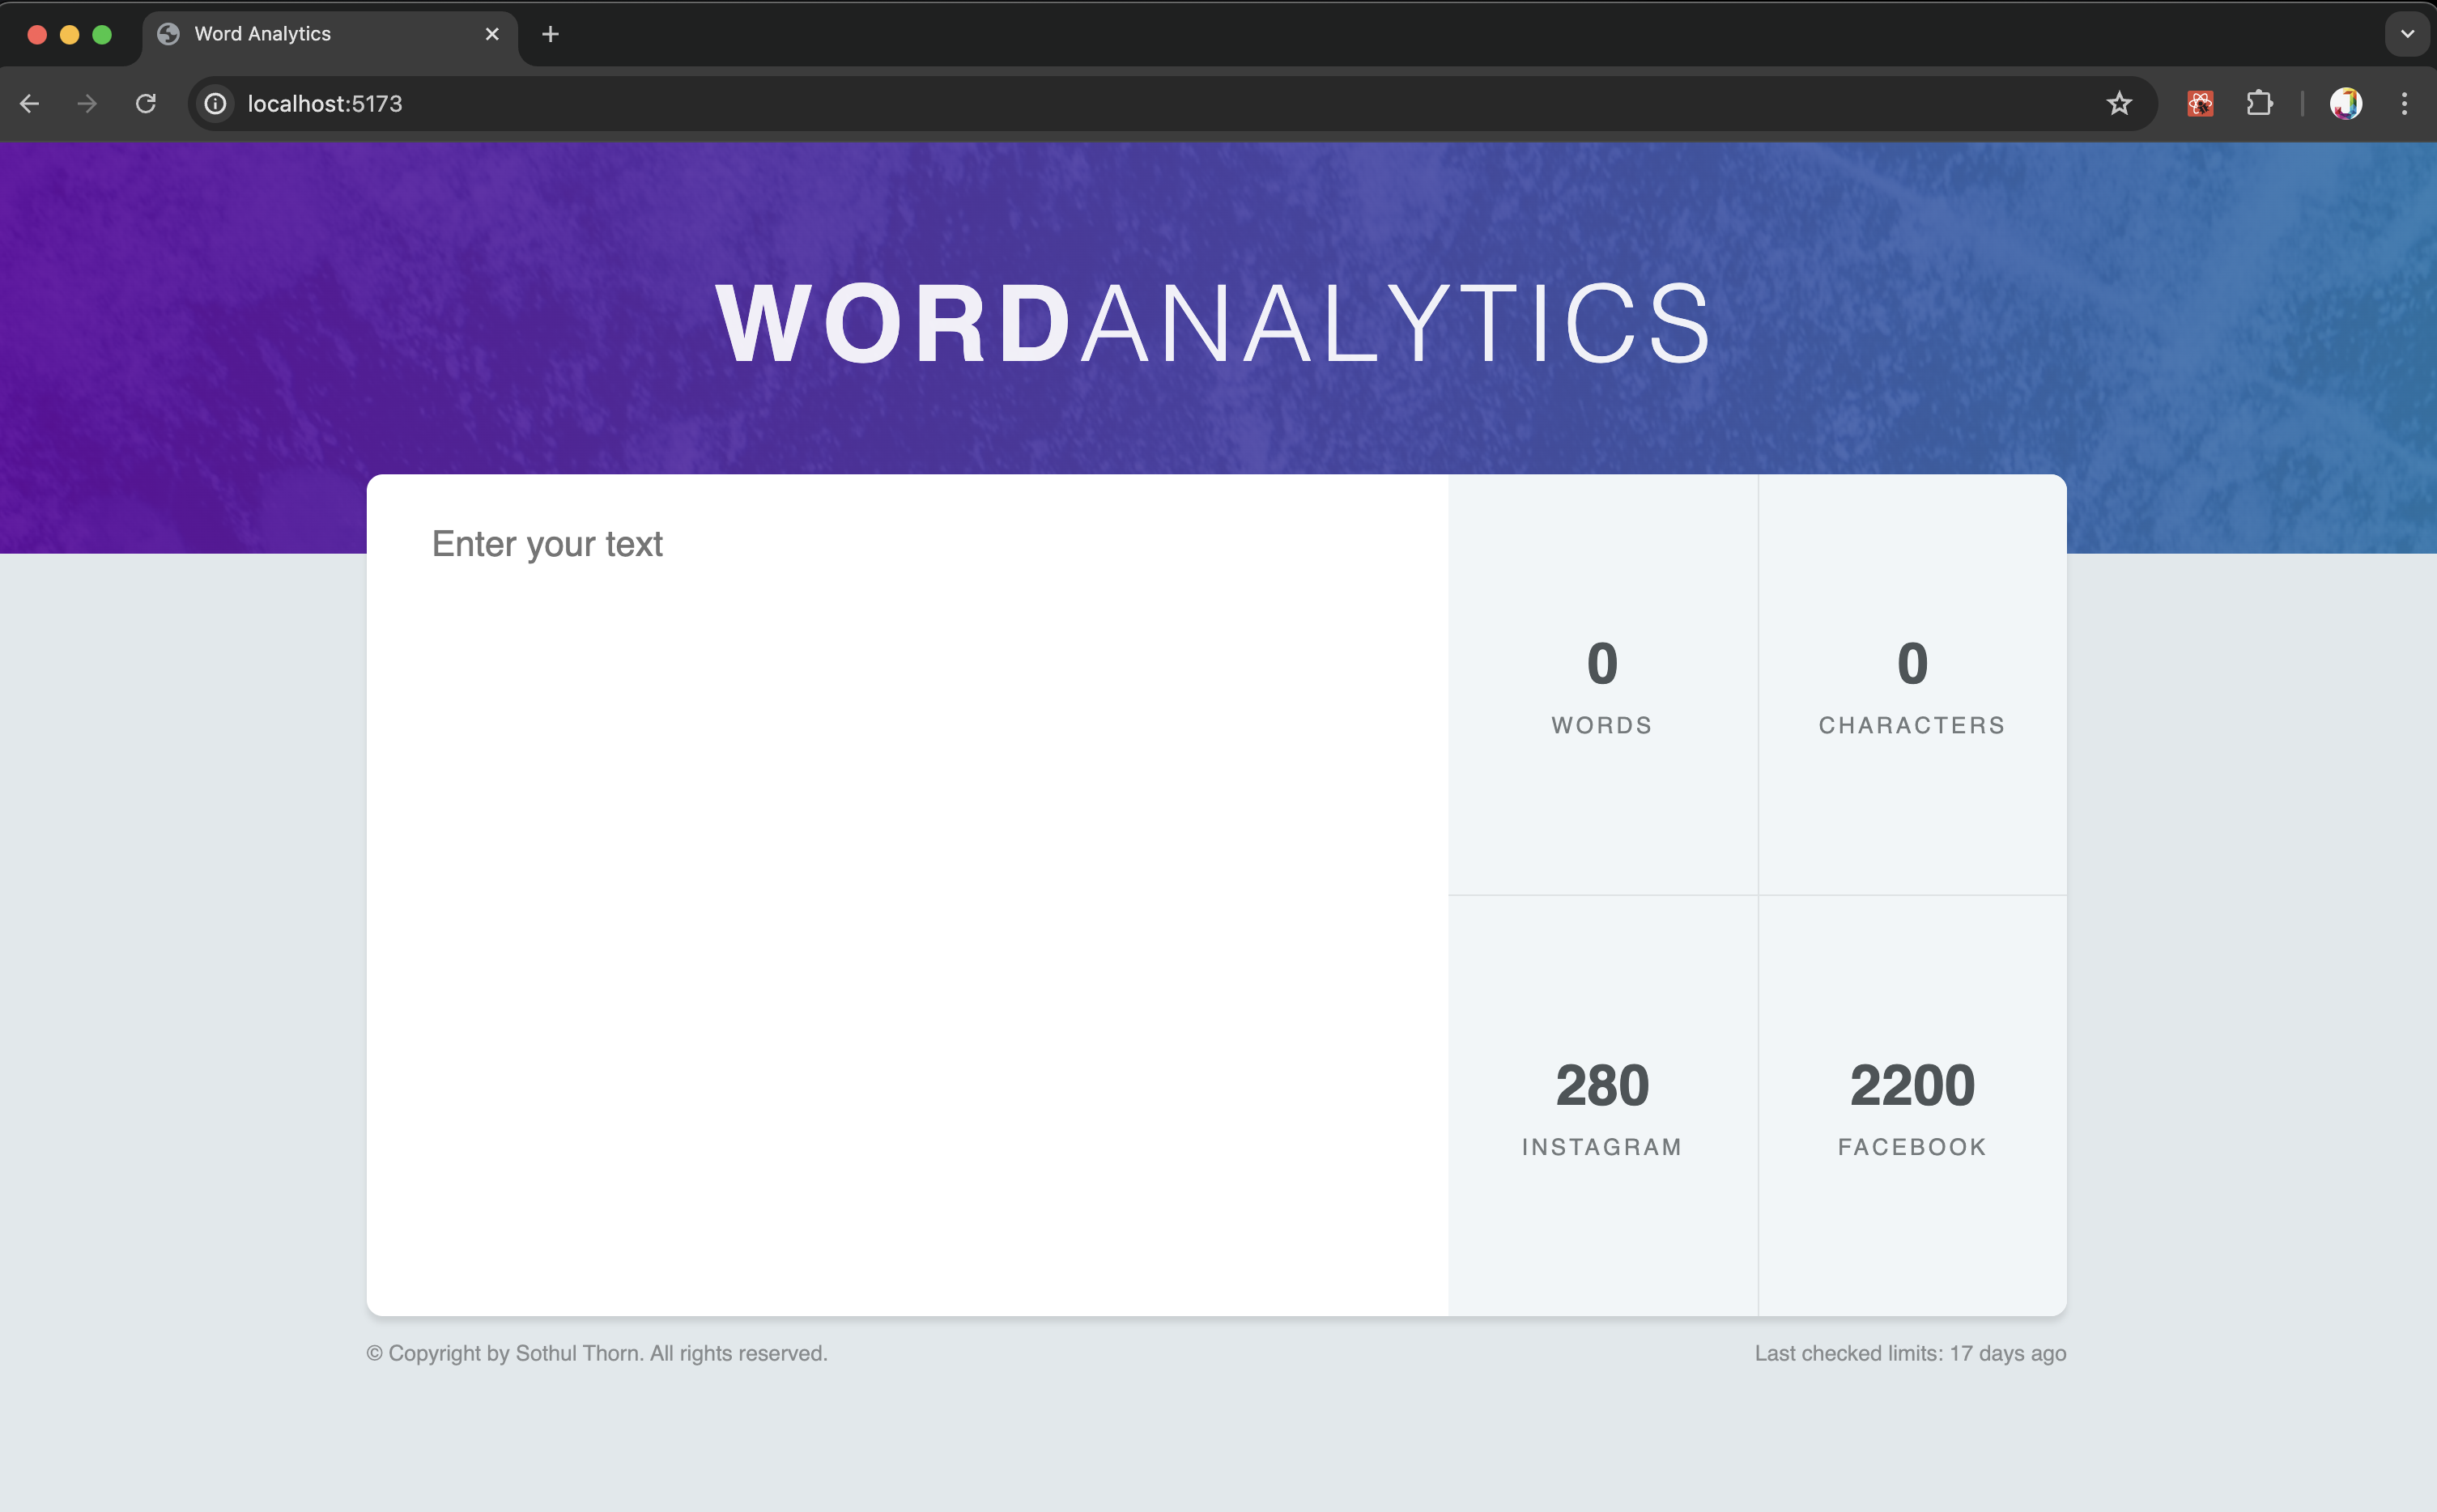 Word Analytics
localhost:5173
WORDANALYTICS
Enter your text
0
WORDS
0
CHARACTERS
280
INSTAGRAM
2200
FACEBOOK
© Copyright by Sothul Thorn. All rights reserved.
Last checked limits: 17 days ago